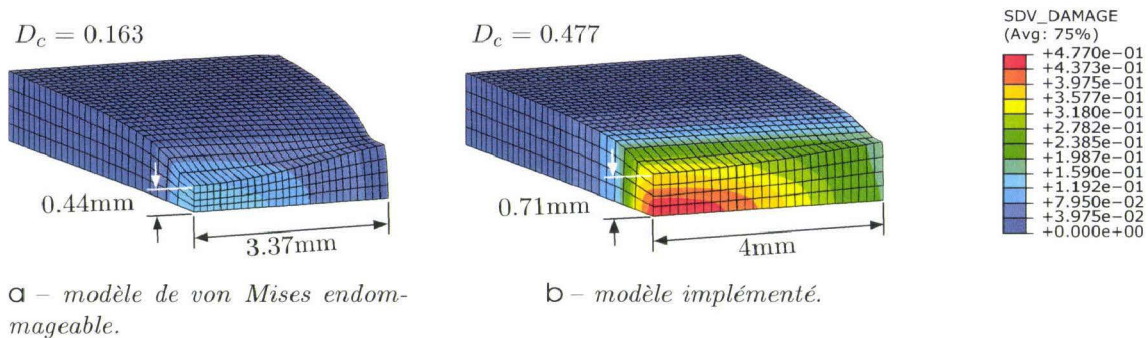 D_c = 0.163
0.44mm
3.37mm
a – modèle de von Mises endom-
mageable.
D_c = 0.477
0.71mm
4mm
b – modèle implémenté.
SDV_DAMAGE
(Avg: 75%)
+4.770e-01
+4.373e-01
+3.975e-01
+3.577e-01
+3.180e-01
+2.782e-01
+2.385e-01
+1.987e-01
+1.590e-01
+1.192e-01
+7.950e-02
+3.975e-02
+0.000e+00